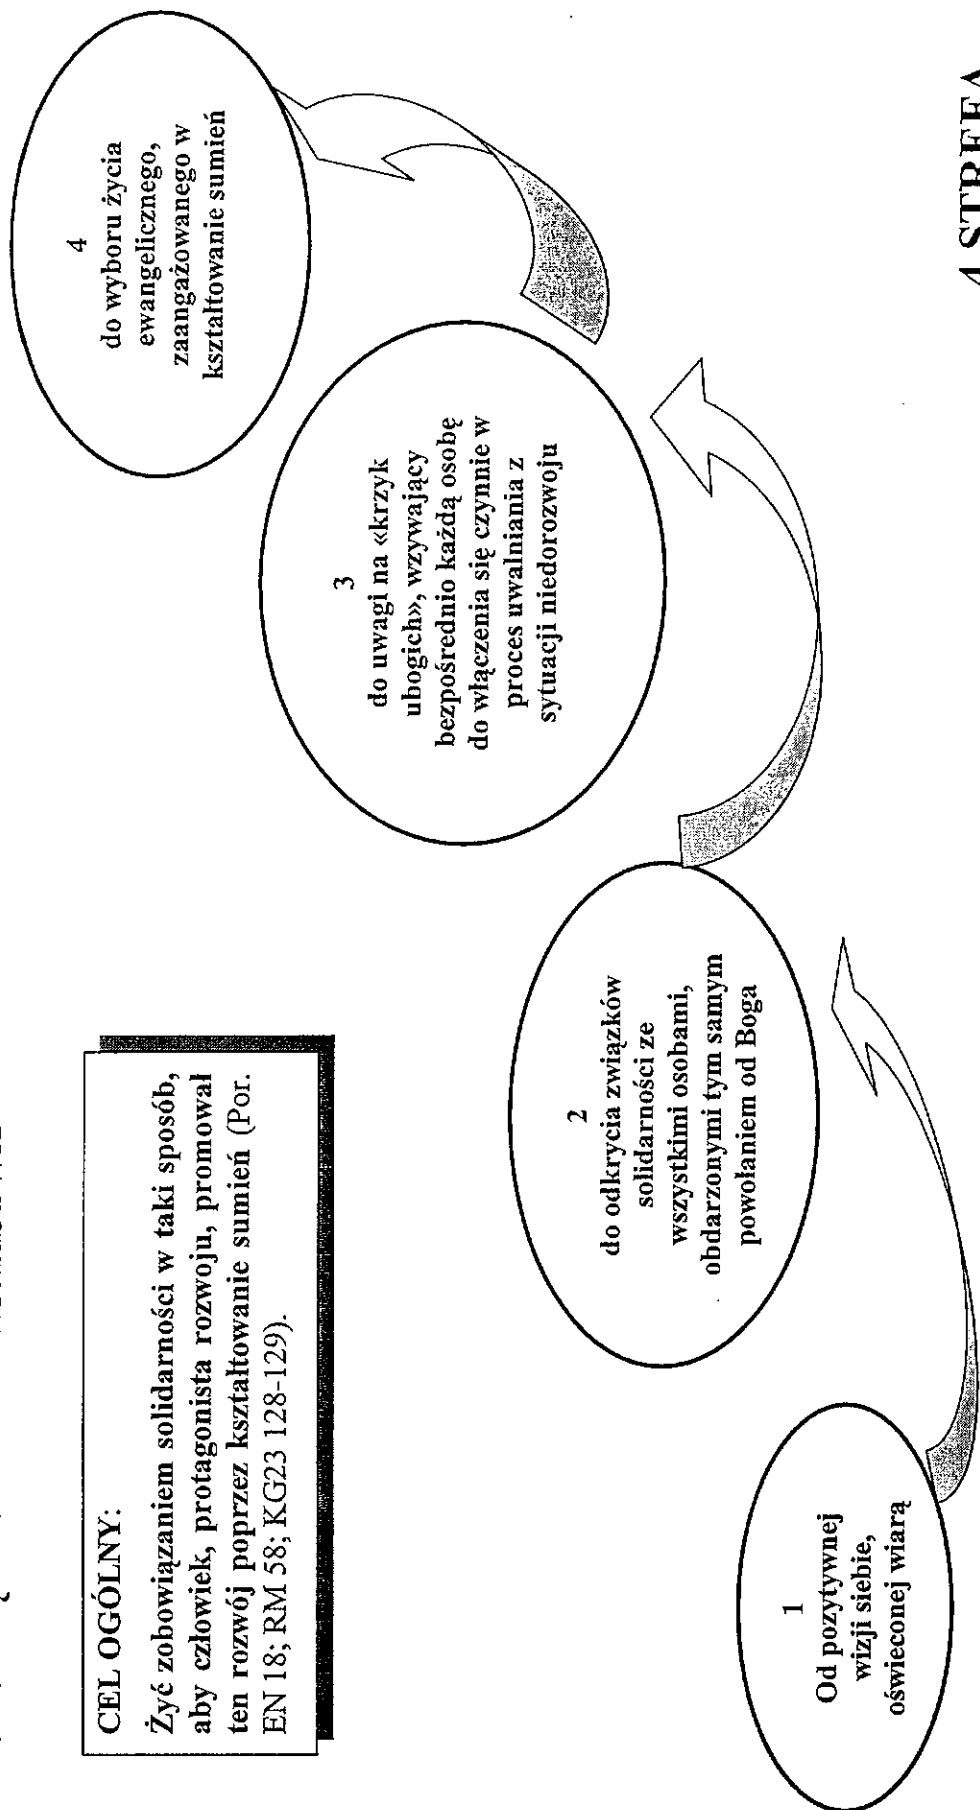 CEL OGÓLNY:
Żyć zobowiązaniem solidarności w taki sposób,
aby człowiek, protagonista rozwoju, promował
ten rozwój poprzez kształtowanie sumień (Por.
EN 18; RM 58; KG23 128-129).
1
Od pozytywnej
wizji siebie,
oświeconej wiarą
2
do odkrycia związków
solidarności ze
wszystkimi osobami,
obdarzonymi tym samym
powołaniem od Boga
3
do uwagi na «krzyk
ubogich», wzywający
bezpośrednio każdą osobę
do włączenia się czynnie w
proces uwalniania z
sytuacji niedorozwoju
4
do wyboru życia
ewangelicznego,
zaangażowanego w
kształtowanie sumień